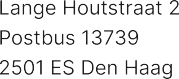 Lange Houtstraat 2
Postbus 13739
2501 ES Den Haag